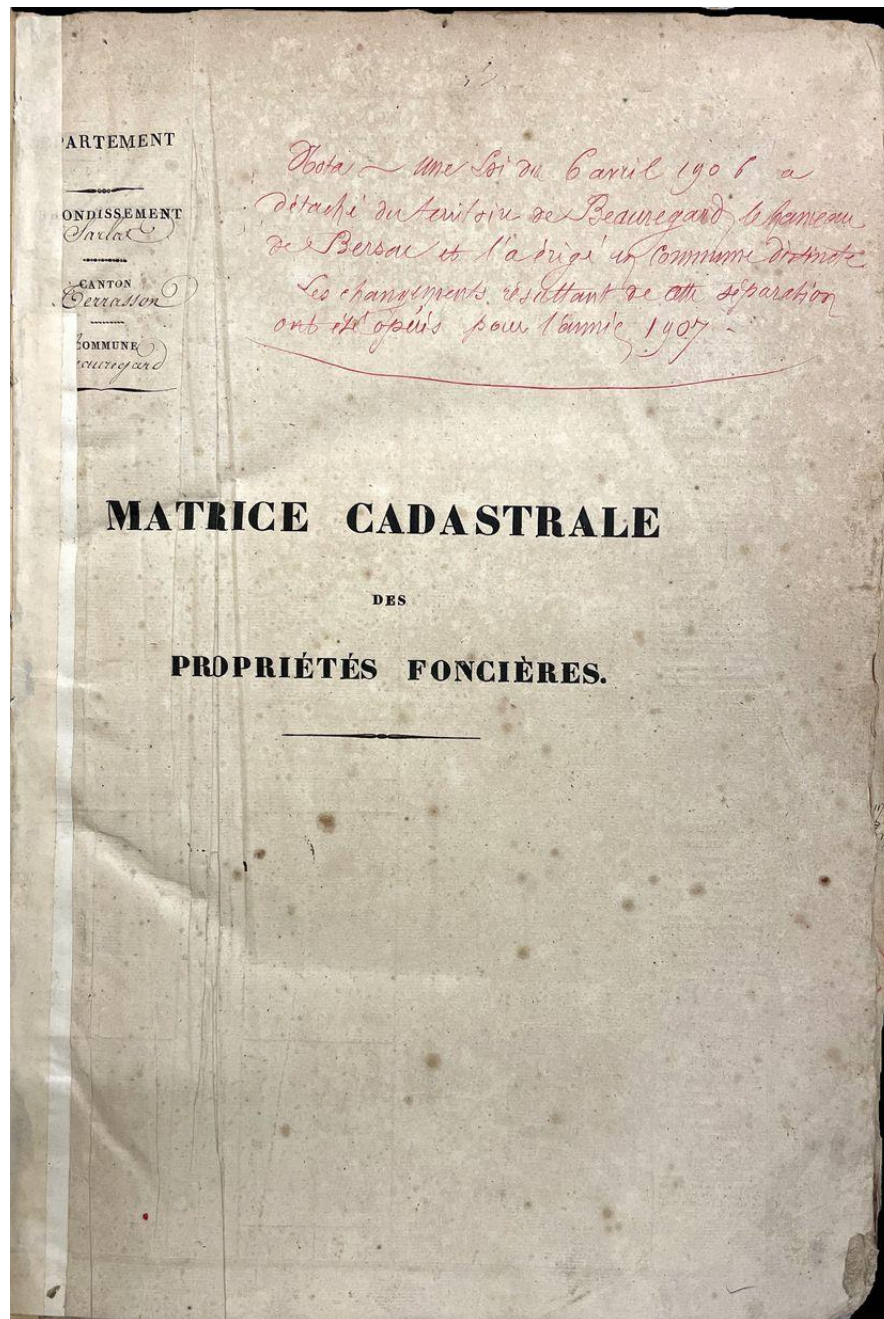 PARTEMENT
ONDISSEMENT
Sarlat
CANTON
Terrasson
COMMUNE
eauregard
Nota - Une Loi du 6 avril 1906 a
détaché du territoire de Beauregard, le hameau
de Bersac et l'a érigé en commune distincte
Les changements résultant de cette séparation
ont été opérés pour l'année 1907 -
MATRICE CADASTRALE
DES
PROPRIÉTÉS FONCIÈRES.